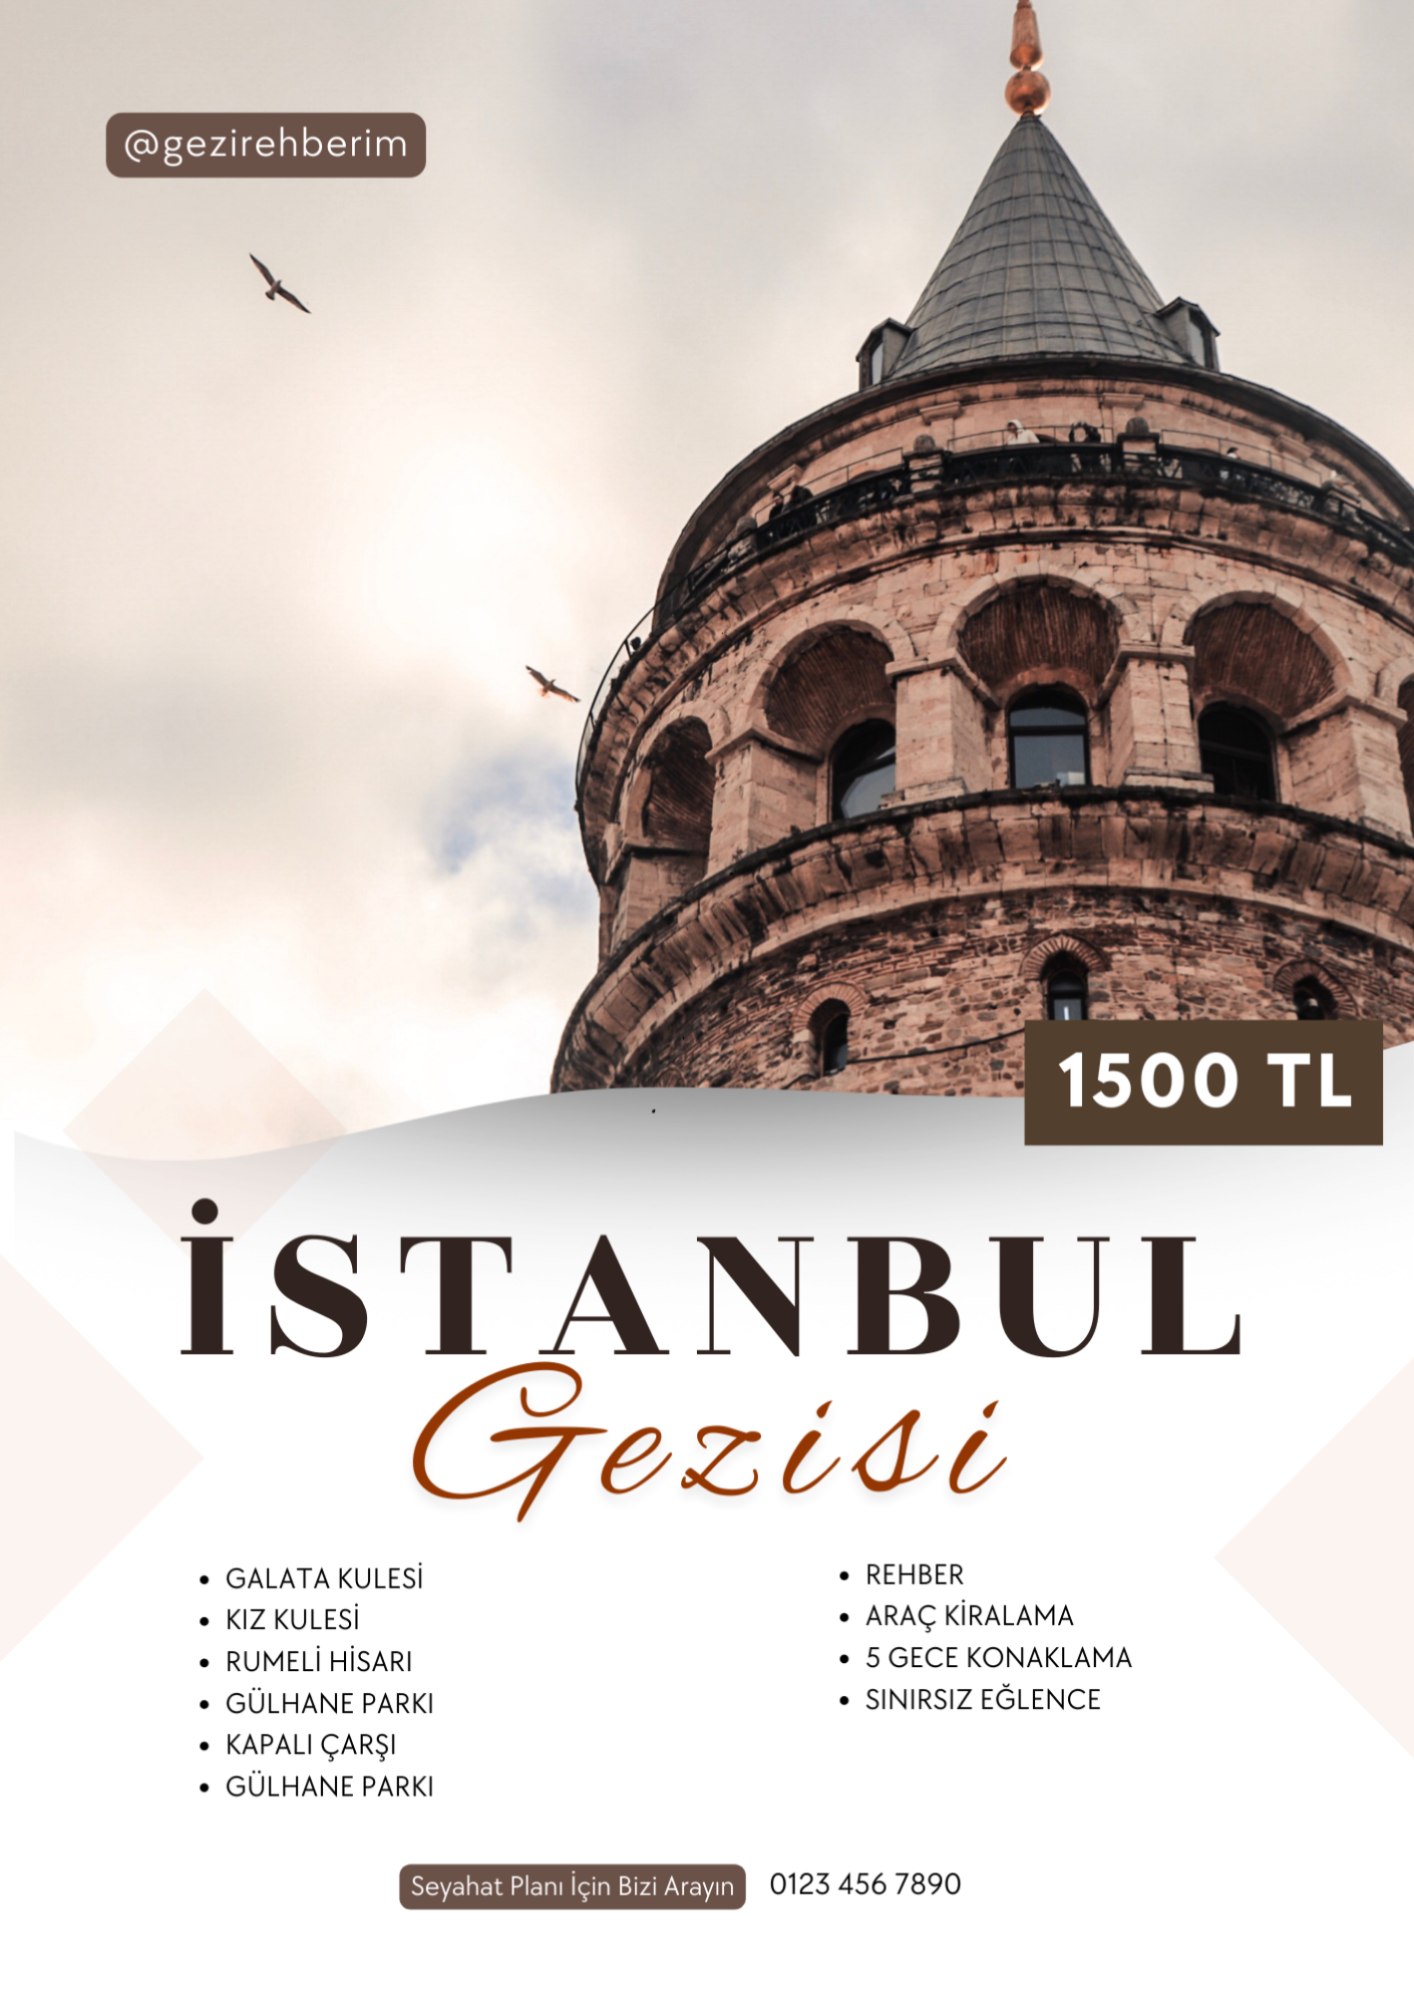 @gezirehberim
1500 TL
İSTANBUL
Gezisi
• GALATA KULESİ
• KIZ KULESİ
• RUMELİ HİSARI
• GÜLHANE PARKI
• KAPALI ÇARŞI
• GÜLHANE PARKI
• REHBER
• ARAÇ KİRALAMA
• 5 GECE KONAKLAMA
• SINIRSIZ EĞLENCE
Seyahat Planı İçin Bizi Arayın 0123 456 7890